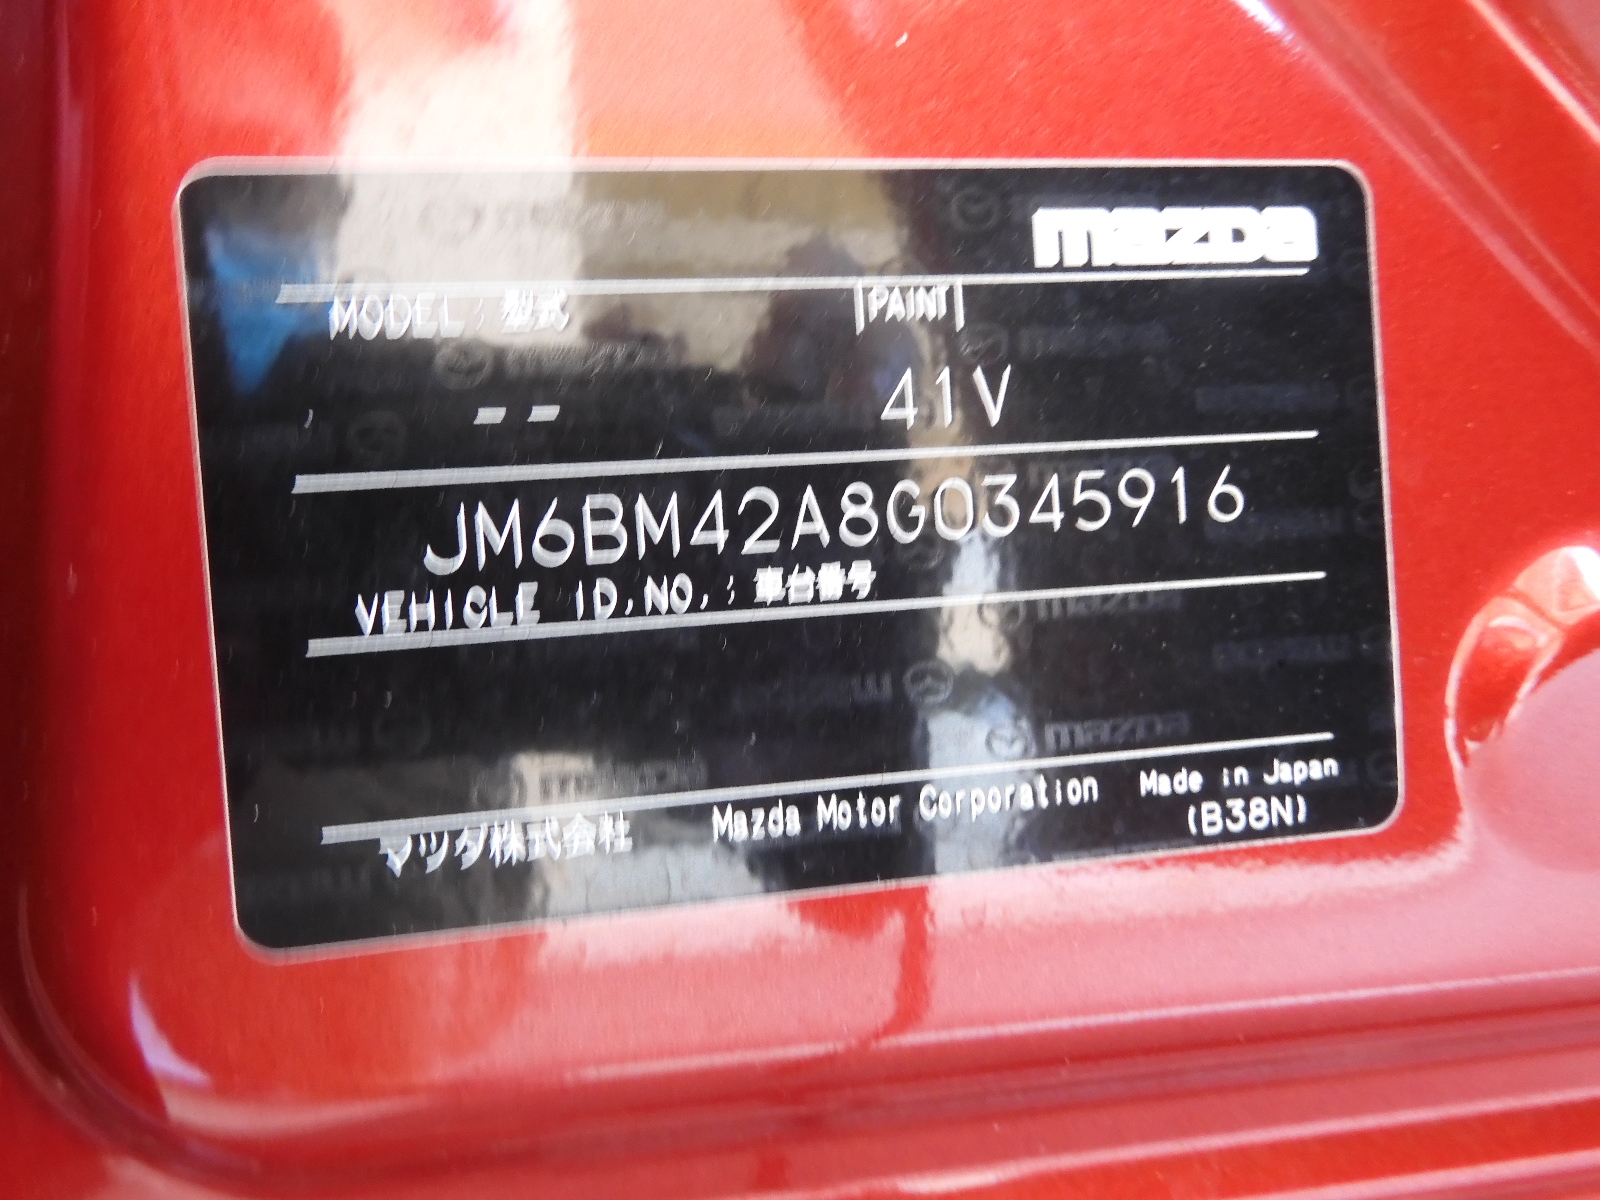 mazda
MODEL : 型式 PAINT
-- 41V
JM6BM42A8G0345916
VEHICLE ID.NO. : 車台番号
マツダ株式会社 Mazda Motor Corporation Made in Japan
(B38N)